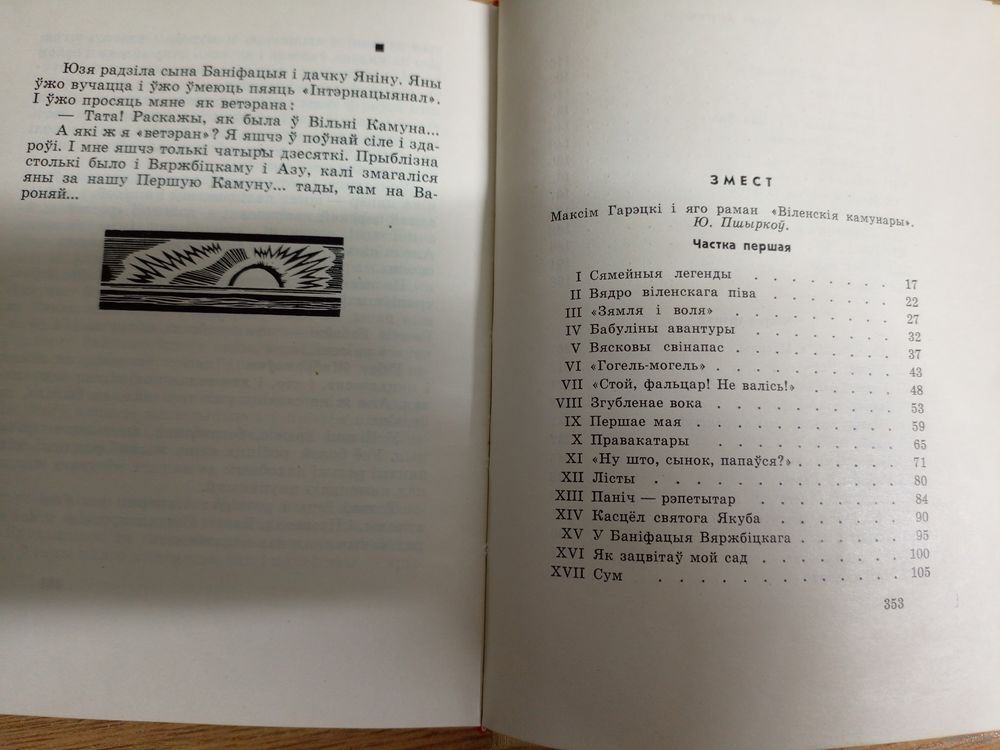 Юзя радзіла сына Баніфацыя і дачку Яніну. Яны
ўжо вучацца і ўжо ўмеюць пяяць «Інтэрнацыянал».
І ўжо просяць мяне як ветэрана:
— Тата! Раскажы, як была ў Вільні Камуна...
А які ж я «ветэран»? Я яшчэ ў поўнай сіле і зда-
роўі. І мне яшчэ толькі чатыры дзесяткі. Прыблізна
столькі было і Вяржбіцкаму і Азу, калі змагаліся
яны за нашу Першую Камуну... тады, там на Ва-
роняй...
ЗМЕСТ
Максім Гарэцкі і яго раман «Віленскія камунары».
Ю. Пшыркоў.
Частка першая
I Сямейныя легенды . . . . . . . 17
II Вядро віленскага піва . . . . . . 22
III «Зямля і воля» . . . . . . . . 27
IV Бабуліны авантуры . . . . . . . 32
V Вясковы свінапас . . . . . . . . 37
VI «Гогель-могель» . . . . . . . . . 43
VII «Стой, фальцар! Не валісь!» . . . . . 48
VIII Згубленае вока . . . . . . . . . 53
IX Першае мая . . . . . . . . . . 59
X Правакатары . . . . . . . . . . 65
XI «Ну што, сынок, папаўся?» . . . . . . 71
XII Лісты . . . . . . . . . . . . 80
XIII Паніч — рэпетытар . . . . . . . 84
XIV Касцёл святога Якуба . . . . . . . 90
XV У Баніфацыя Вяржбіцкага . . . . . . 95
XVI Як зацвітаў мой сад . . . . . . . 100
XVII Сум . . . . . . . . . . . . 105
353